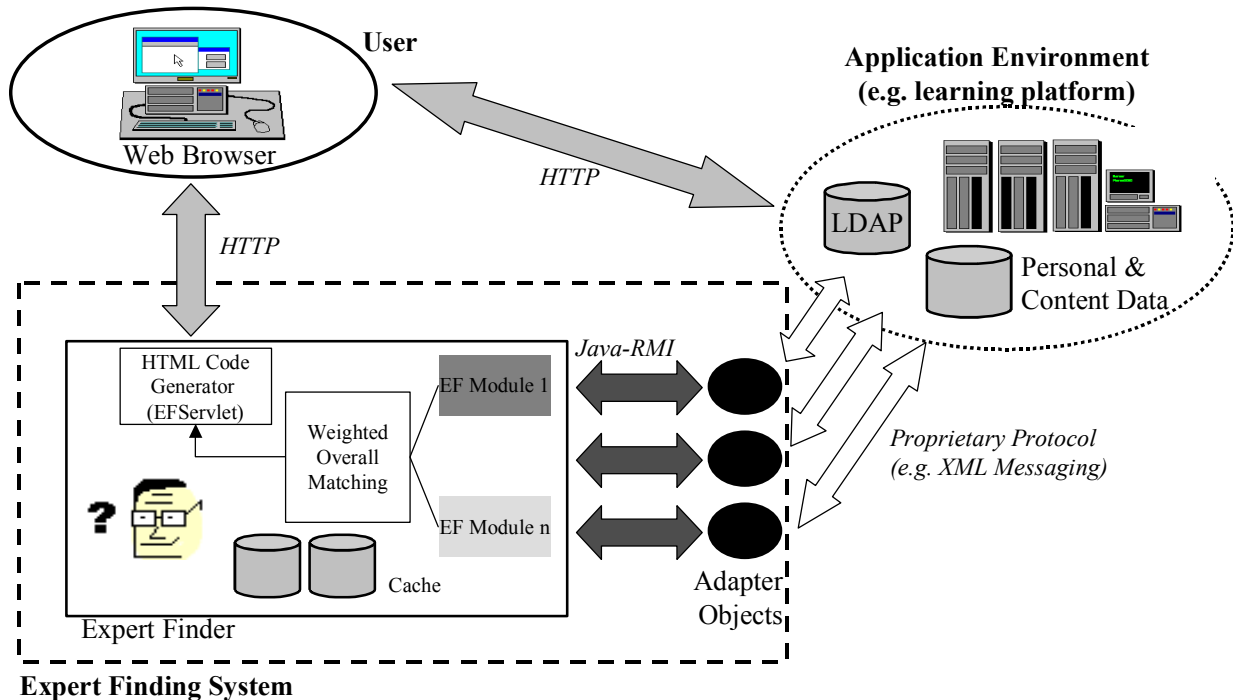 User
Web Browser
Application Environment
(e.g. learning platform)
HTTP
HTTP
LDAP
Personal &
Content Data
HTML Code
Generator
(EFServlet)
Weighted
Overall
Matching
EF Module 1
EF Module n
Java-RMI
Proprietary Protocol
(e.g. XML Messaging)
?
Cache
Adapter
Objects
Expert Finder
Expert Finding System